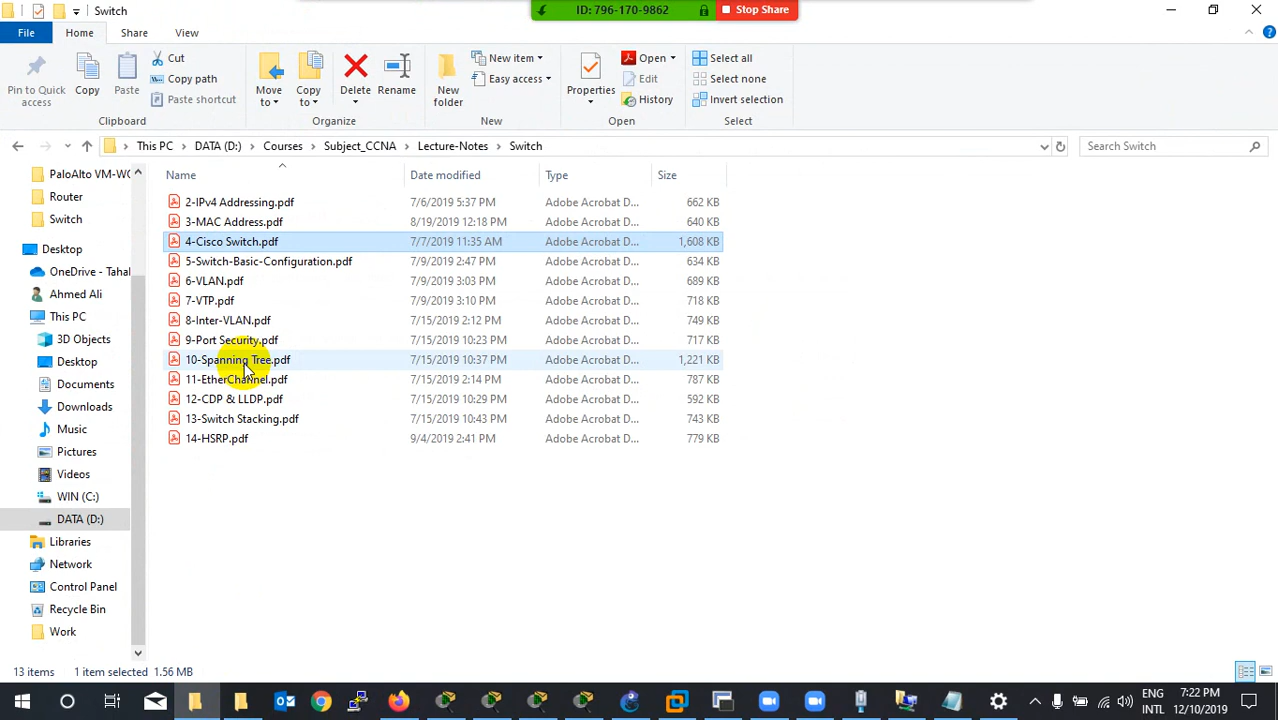 Switch
ID: 796-170-9862
Stop Share
File Home Share View
Pin to Quick access
Copy
Paste
Cut
Copy path
Paste shortcut
Move to
Copy to
Delete
Rename
New folder
New item
Easy access
Properties
Open
Edit
History
Select all
Select none
Invert selection
Clipboard Organize New Open Select
This PC > DATA (D:) > Courses > Subject_CCNA > Lecture-Notes > Switch
Search Switch
PaloAlto VM-WO
Router
Switch
Desktop
OneDrive - Tahal
Ahmed Ali
This PC
3D Objects
Desktop
Documents
Downloads
Music
Pictures
Videos
WIN (C:)
DATA (D:)
Libraries
Network
Control Panel
Recycle Bin
Work
Name Date modified Type Size
2-IPv4 Addressing.pdf 7/6/2019 5:37 PM Adobe Acrobat D... 662 KB
3-MAC Address.pdf 8/19/2019 12:18 PM Adobe Acrobat D... 640 KB
4-Cisco Switch.pdf 7/7/2019 11:35 AM Adobe Acrobat D... 1,608 KB
5-Switch-Basic-Configuration.pdf 7/9/2019 2:47 PM Adobe Acrobat D... 634 KB
6-VLAN.pdf 7/9/2019 3:03 PM Adobe Acrobat D... 689 KB
7-VTP.pdf 7/9/2019 3:10 PM Adobe Acrobat D... 718 KB
8-Inter-VLAN.pdf 7/15/2019 2:12 PM Adobe Acrobat D... 749 KB
9-Port Security.pdf 7/15/2019 10:23 PM Adobe Acrobat D... 717 KB
10-Spanning Tree.pdf 7/15/2019 10:37 PM Adobe Acrobat D... 1,221 KB
11-EtherChannel.pdf 7/15/2019 2:14 PM Adobe Acrobat D... 787 KB
12-CDP & LLDP.pdf 7/15/2019 10:29 PM Adobe Acrobat D... 592 KB
13-Switch Stacking.pdf 7/15/2019 10:43 PM Adobe Acrobat D... 743 KB
14-HSRP.pdf 9/4/2019 2:41 PM Adobe Acrobat D... 779 KB
13 items 1 item selected 1.56 MB
ENG
INTL
7:22 PM
12/10/2019